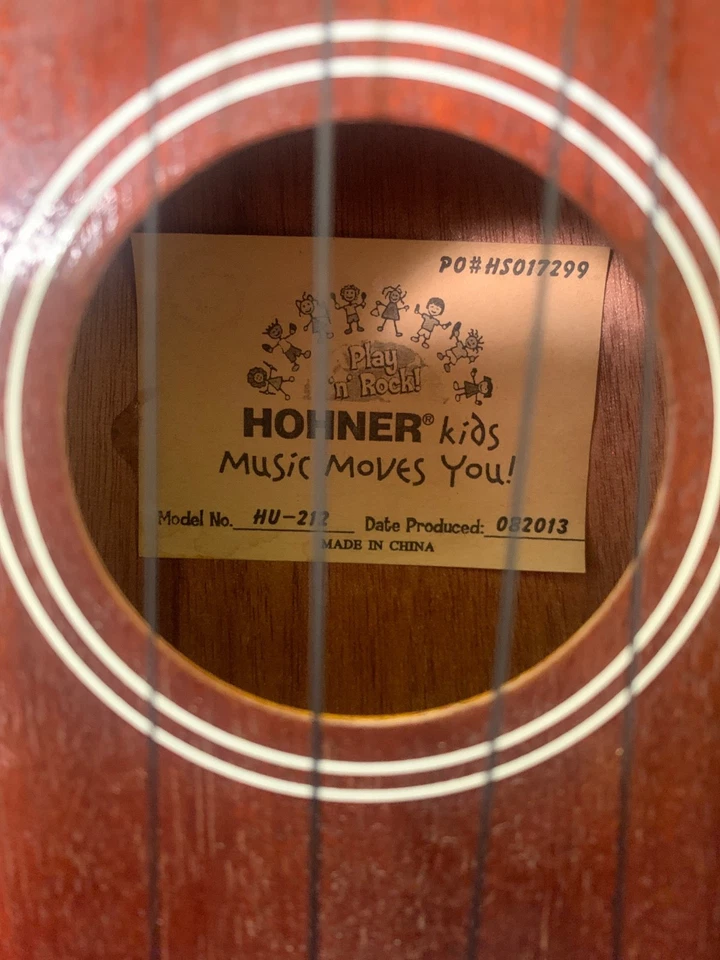 PO#HS017299
Play
'n' Rock!
HOHNER® kids
Music Moves You!
Model No. HU-212 Date Produced: 082013
MADE IN CHINA